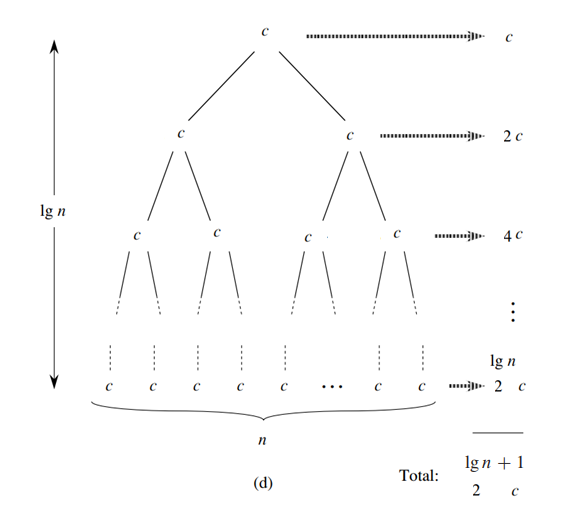 c c
c c 2 c
lg n
c c c c 4 c
⋮
lg n
c c c c c ... c c 2 c
n
lg n + 1
Total: 2 c
(d)